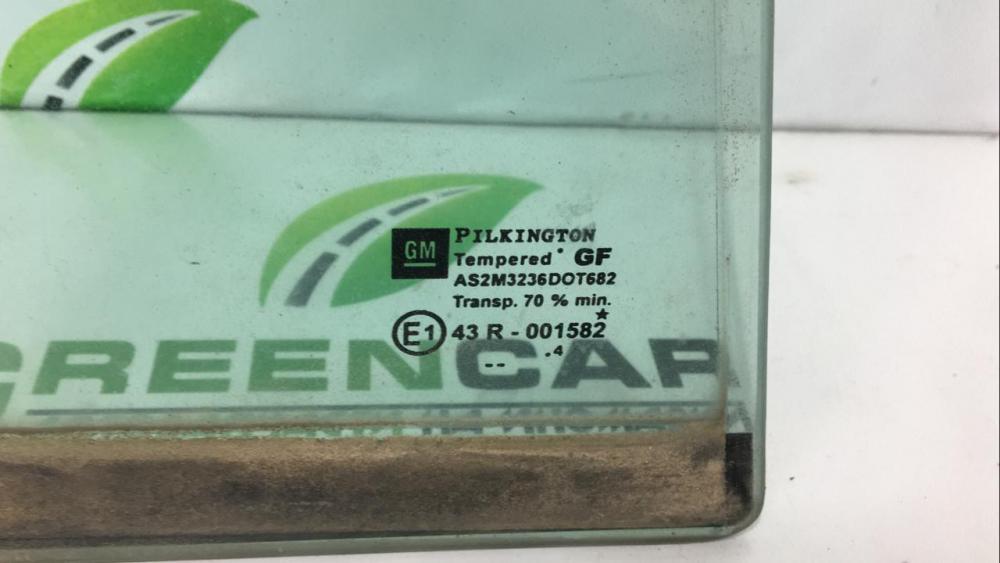 GM
PILKINGTON
Tempered GF
AS2M3236DOT682
Transp. 70 % min.
E1 43 R - 001582
.4
--
GREENCAR